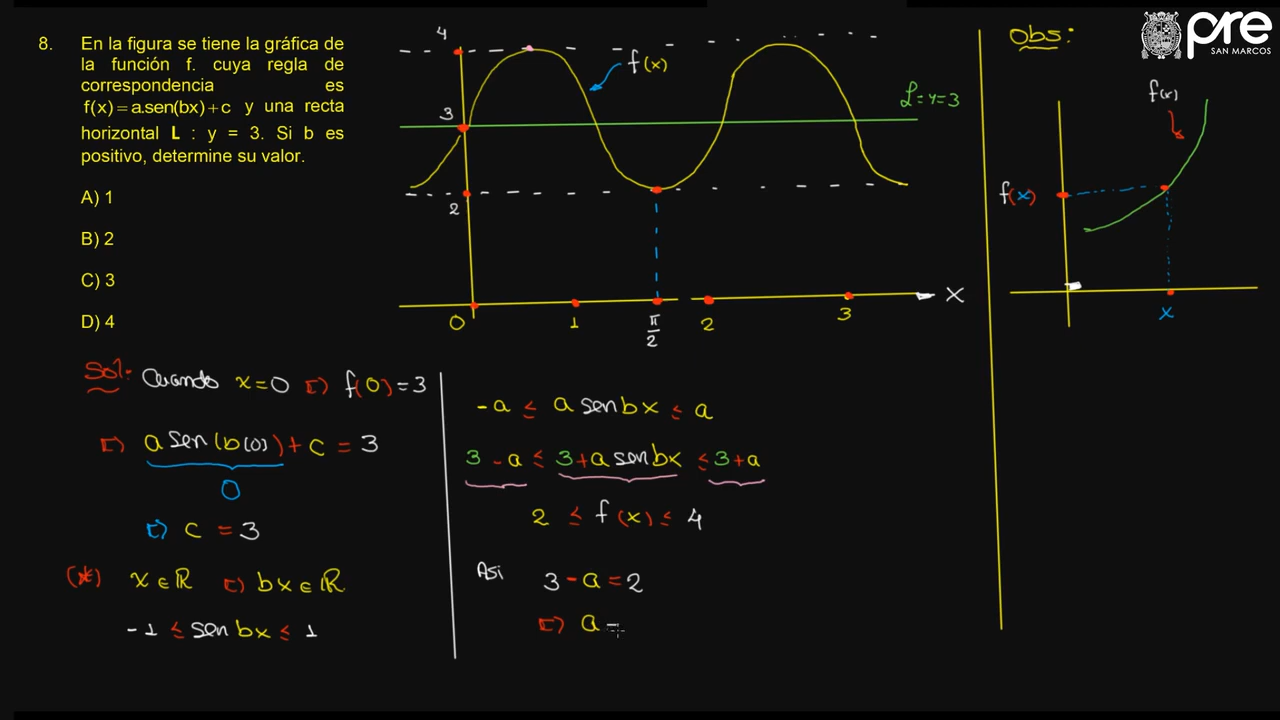 8. En la figura se tiene la gráfica de
la función f. cuya regla de
correspondencia es
f(x) = a.sen(bx) + c y una recta
horizontal L : y = 3. Si b es
positivo, determine su valor.
A) 1
B) 2
C) 3
D) 4
4
f(x)
3
L = y = 3
2
0
1
π/2
2
3
X
Obs:
pre
SAN MARCOS
f(x)
f(x)
x
Sol: Cuando x = 0 ⇒ f(0) = 3
⇒ a sen(b(0)) + c = 3
0
⇒ c = 3
(*) x ∈ ℝ ⇒ bx ∈ ℝ
-1 ≤ sen bx ≤ 1
-a ≤ a sen bx ≤ a
3 - a ≤ 3 + a sen bx ≤ 3 + a
2 ≤ f(x) ≤ 4
Asi 3 - a = 2
⇒ a =